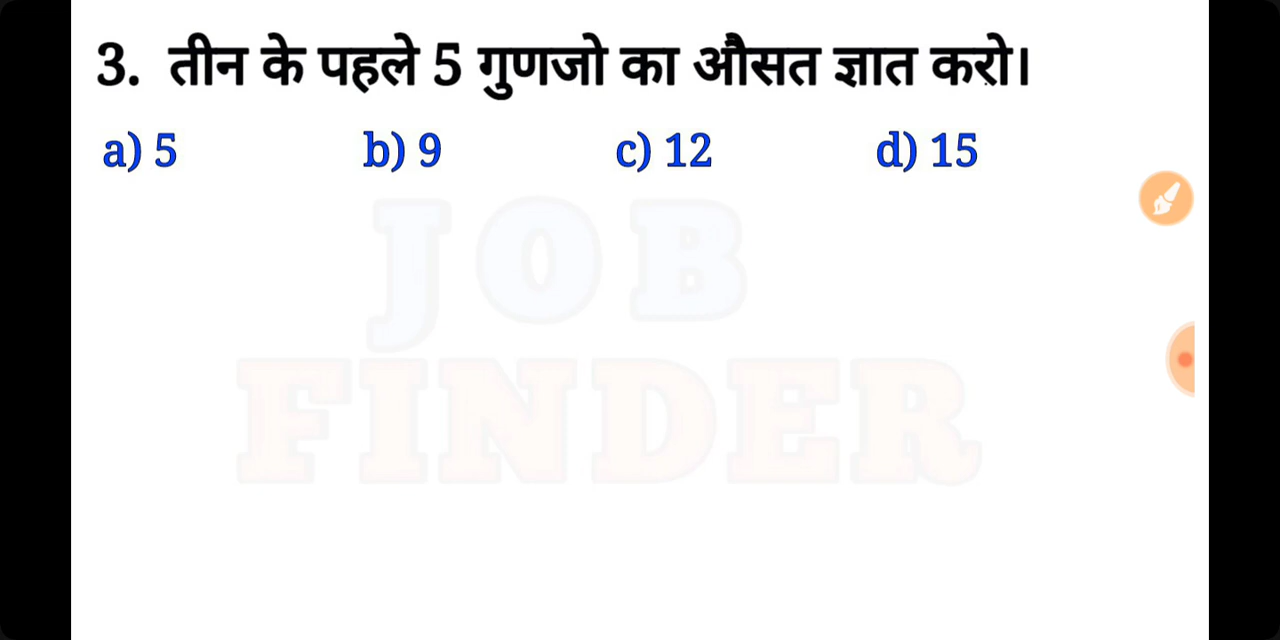 3. तीन के पहले 5 गुणजो का औसत ज्ञात करो।
a) 5 b) 9 c) 12 d) 15
JOB
FINDER